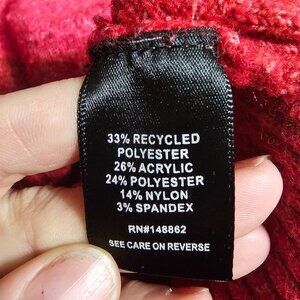 33% RECYCLED
POLYESTER
26% ACRYLIC
24% POLYESTER
14% NYLON
3% SPANDEX
RN#148862
SEE CARE ON REVERSE